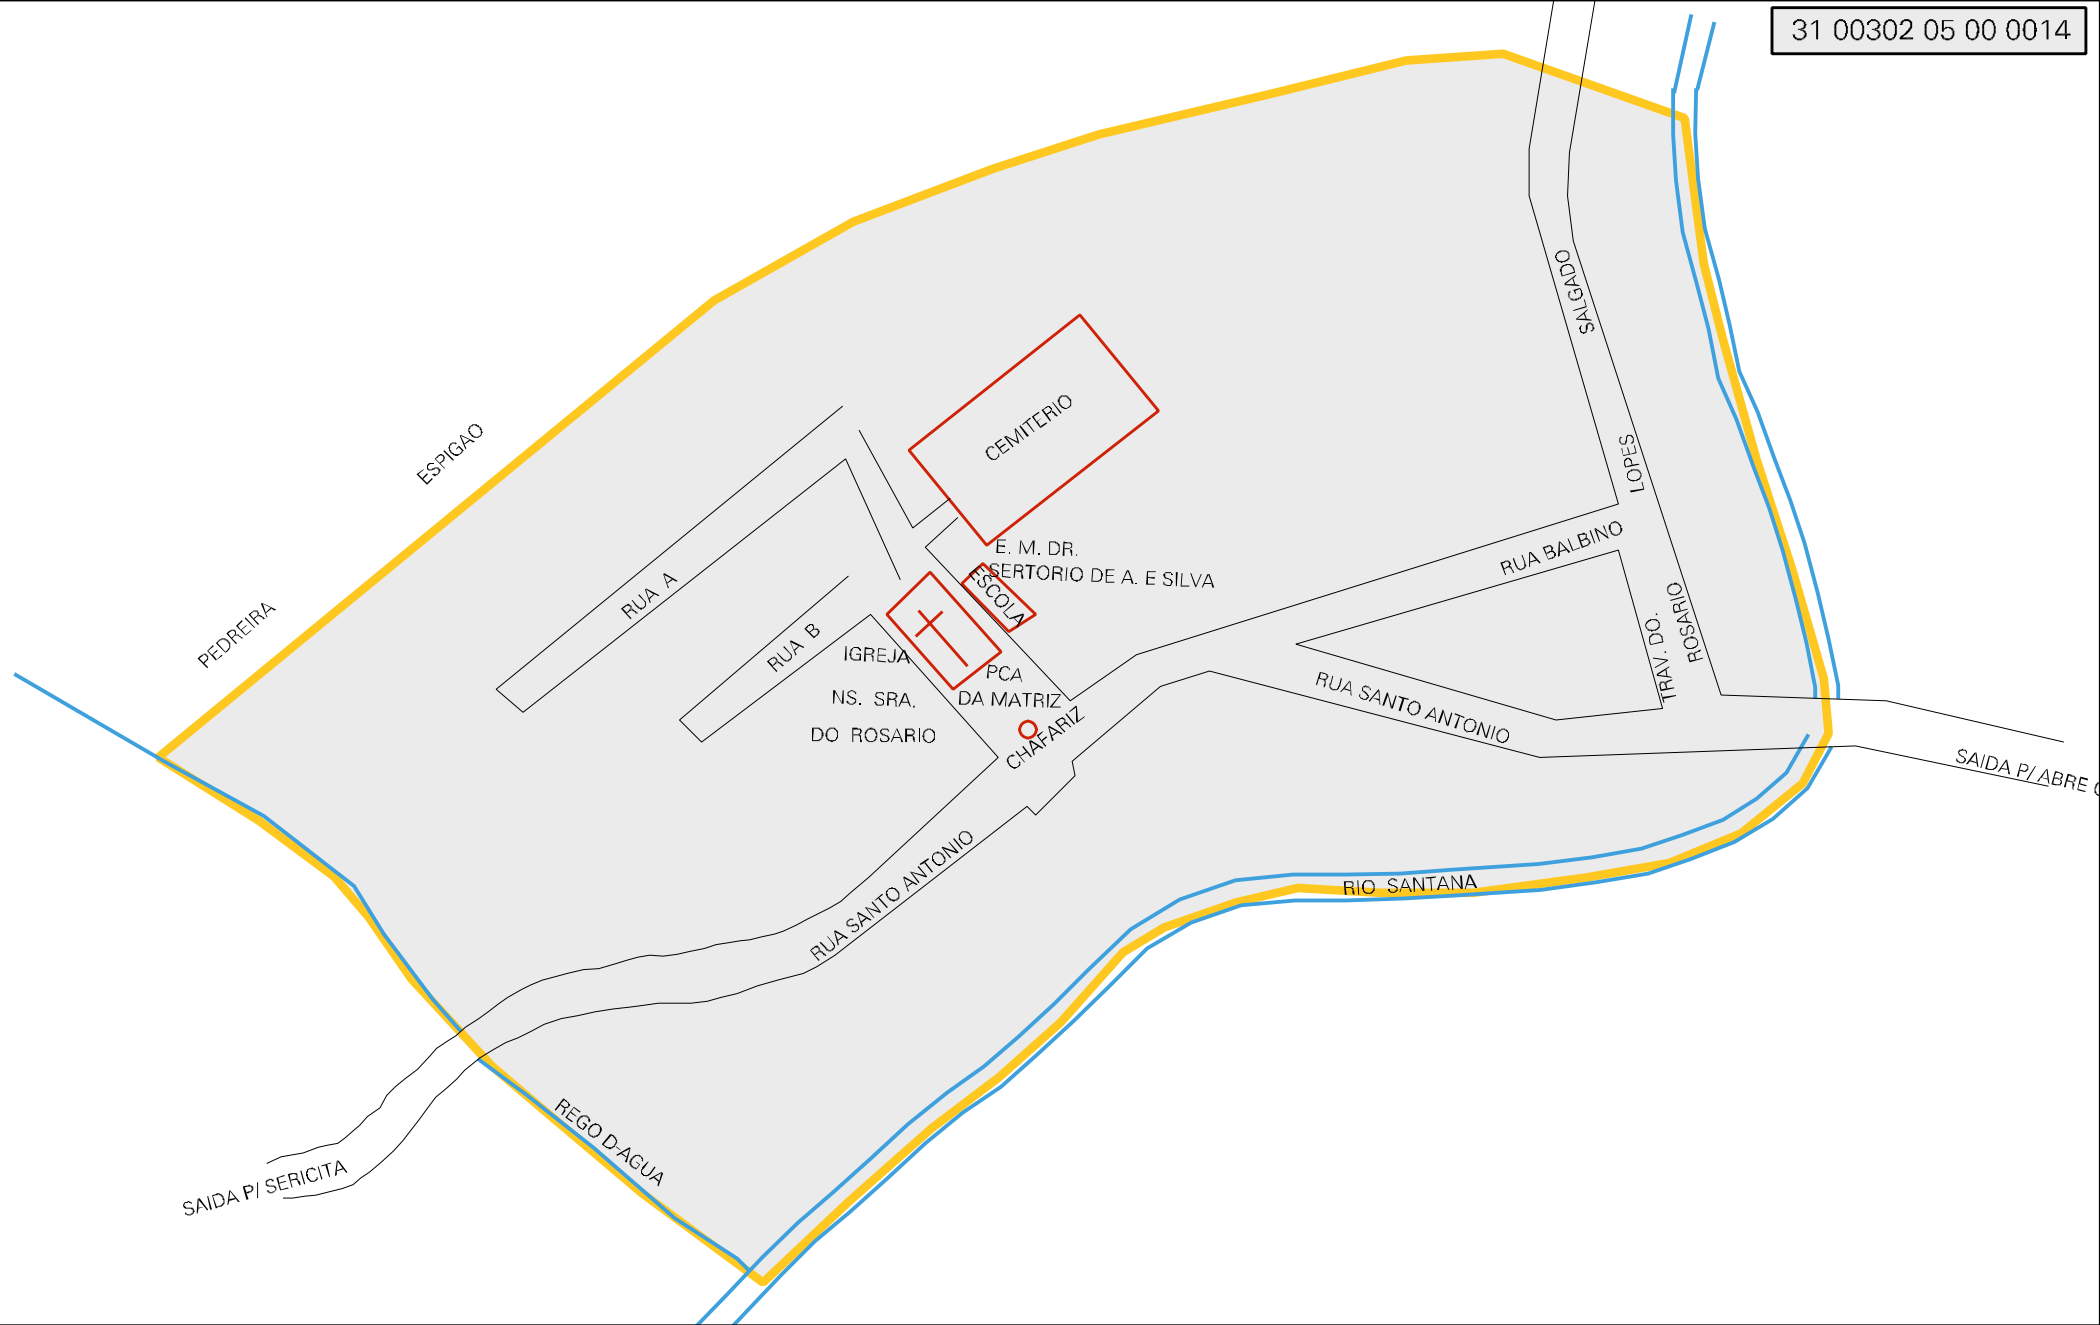 31 00302 05 00 0014
SALGADO
ESPIGAO
CEMITERIO
LOPES
RUA BALBINO
E. M. DR.
SERTORIO DE A. E SILVA
ESCOLA
RUA A
PEDREIRA
RUA B
IGREJA
NS. SRA.
DO ROSARIO
PCA
DA MATRIZ
CHAFARIZ
TRAV. DO.
ROSARIO
RUA SANTO ANTONIO
SAIDA P/ ABRE
RUA SANTO ANTONIO
RIO SANTANA
REGO D-AGUA
SAIDA P/ SERICITA